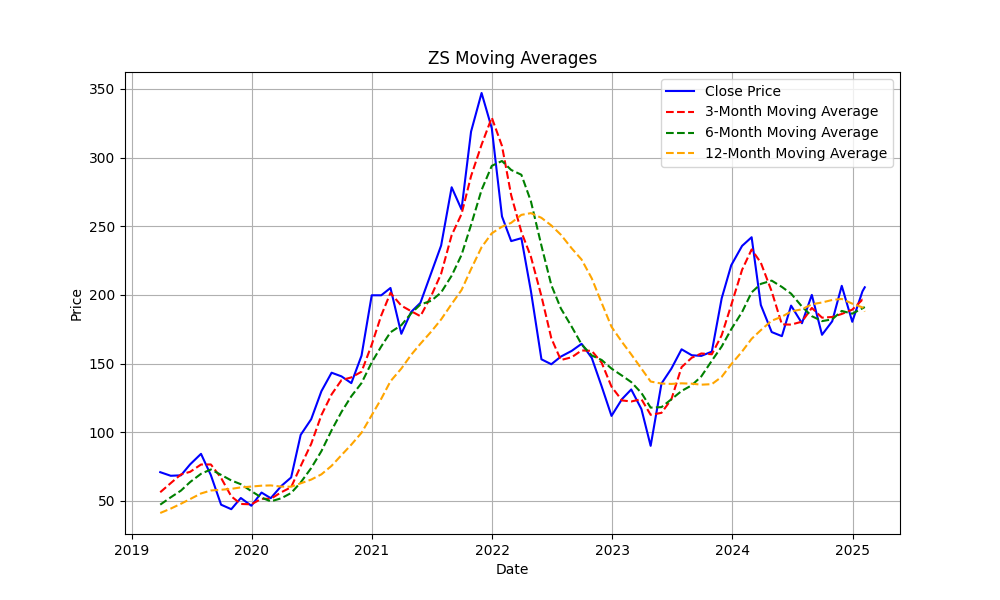 ZS Moving Averages
Close Price
3-Month Moving Average
6-Month Moving Average
12-Month Moving Average
350
300
250
200
150
100
50
Price
2019 2020 2021 2022 2023 2024 2025
Date